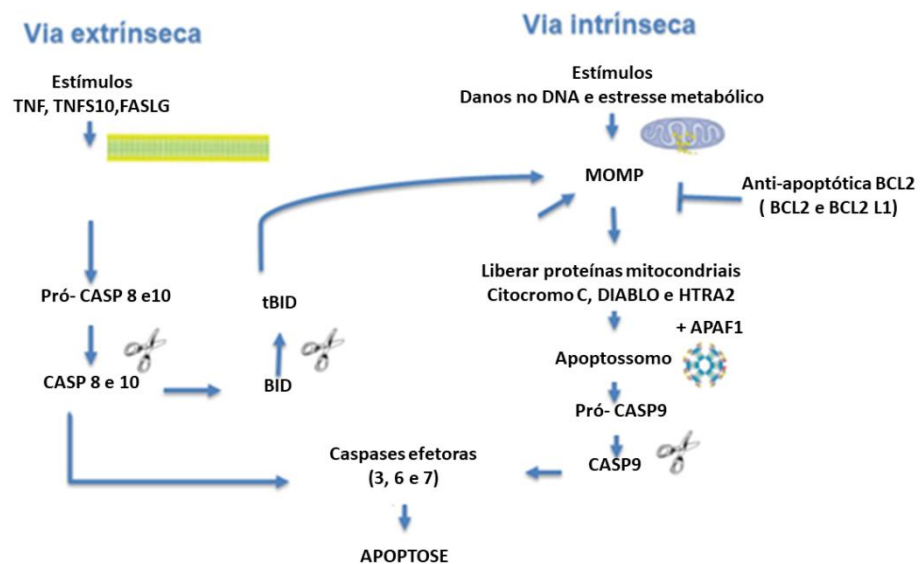 Via extrínseca
Estímulos
TNF, TNFS10,FASLG
Pró- CASP 8 e10
CASP 8 e 10
BID
tBID
Via intrínseca
Estímulos
Danos no DNA e estresse metabólico
MOMP
Anti-apoptótica BCL2
( BCL2 e BCL2 L1)
Liberar proteínas mitocondriais
Citocromo C, DIABLO e HTRA2
+ APAF1
Apoptossomo
Pró- CASP9
CASP9
Caspases efetoras
(3, 6 e 7)
APOPTOSE